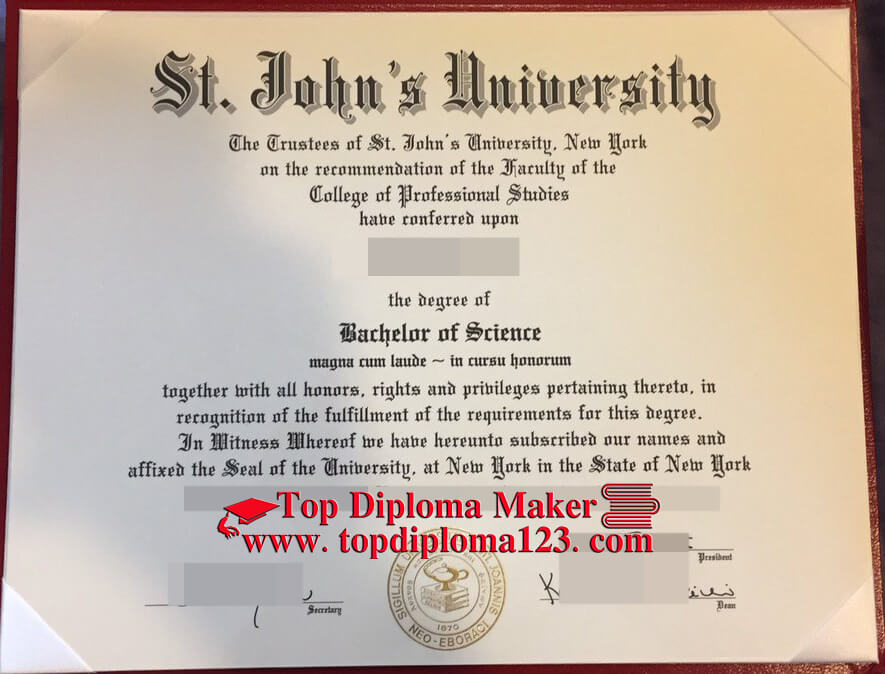 St. John's University
The Trustees of St. John's University, New York
on the recommendation of the Faculty of the
College of Professional Studies
have conferred upon
the degree of
Bachelor of Science
magna cum laude ~ in cursu honorum
together with all honors, rights and privileges pertaining thereto, in
recognition of the fulfillment of the requirements for this degree.
In Witness Whereof we have hereunto subscribed our names and
affixed the Seal of the University, at New York in the State of New York
Top Diploma Maker
www. topdiploma123. com
President
Secretary
Dean
SIGILLUM
JOANNIS
NEO-EBORACI
1870